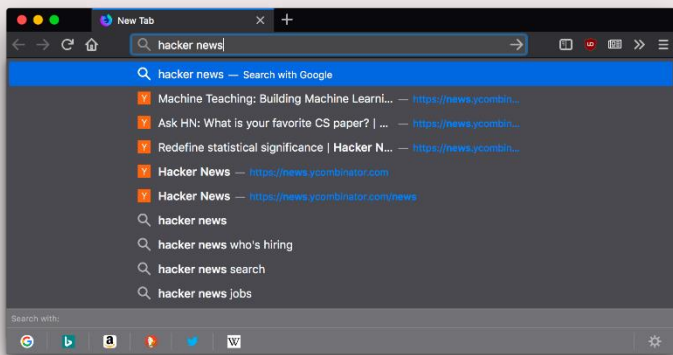 New Tab
hacker news
hacker news — Search with Google
Machine Teaching: Building Machine Learni... — https://news.ycombin...
Ask HN: What is your favorite CS paper? | ... — https://news.ycombin...
Redefine statistical significance | Hacker N... — https://news.ycombin...
Hacker News — https://news.ycombinator.com
Hacker News — https://news.ycombinator.com/news
hacker news
hacker news who's hiring
hacker news search
hacker news jobs
Search with: